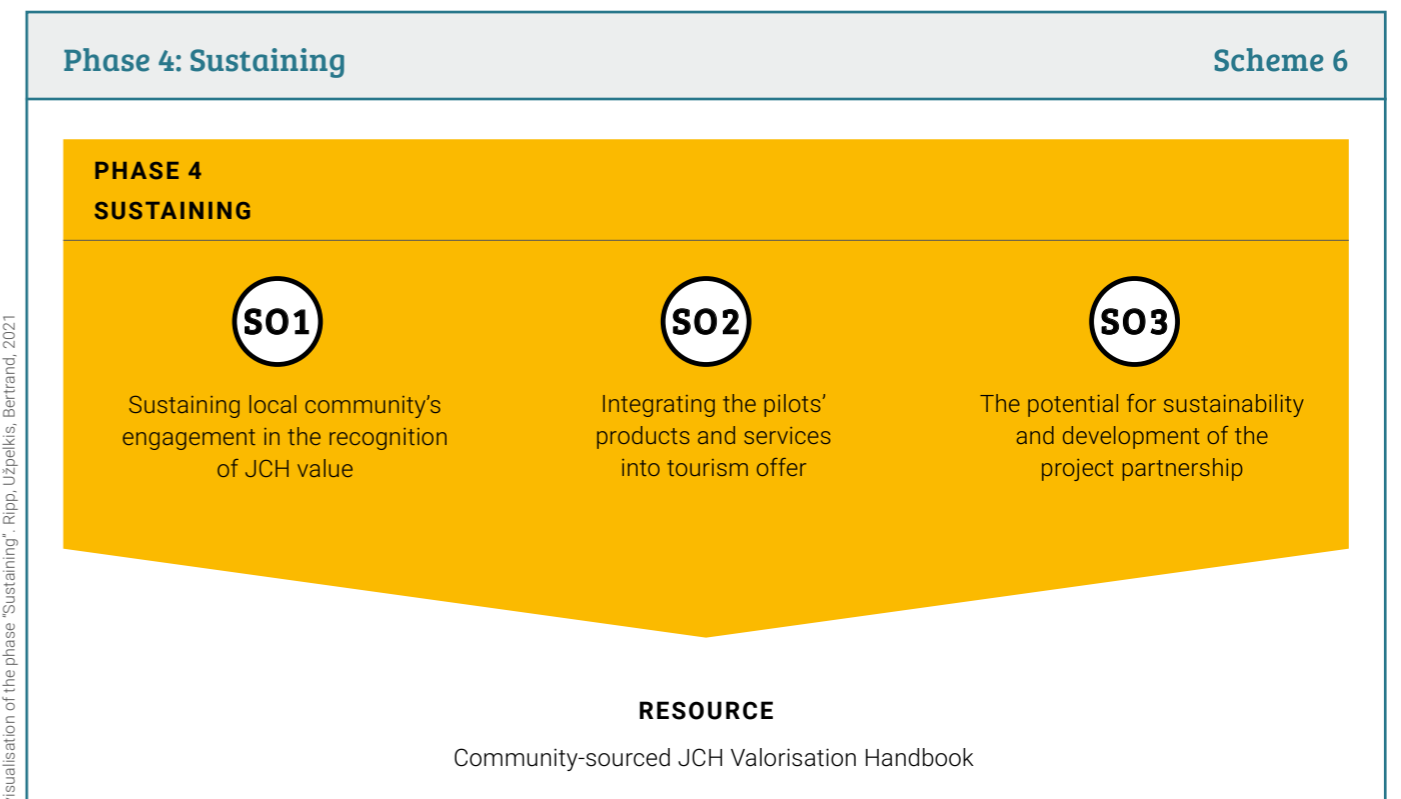 Phase 4: Sustaining
Scheme 6
PHASE 4
SUSTAINING
SO1
Sustaining local community’s
engagement in the recognition
of JCH value
SO2
Integrating the pilots’
products and services
into tourism offer
SO3
The potential for sustainability
and development of the
project partnership
RESOURCE
Community-sourced JCH Valorisation Handbook
isualisation of the phase "Sustaining". Ripp, Užpelkis, Bertrand, 2021